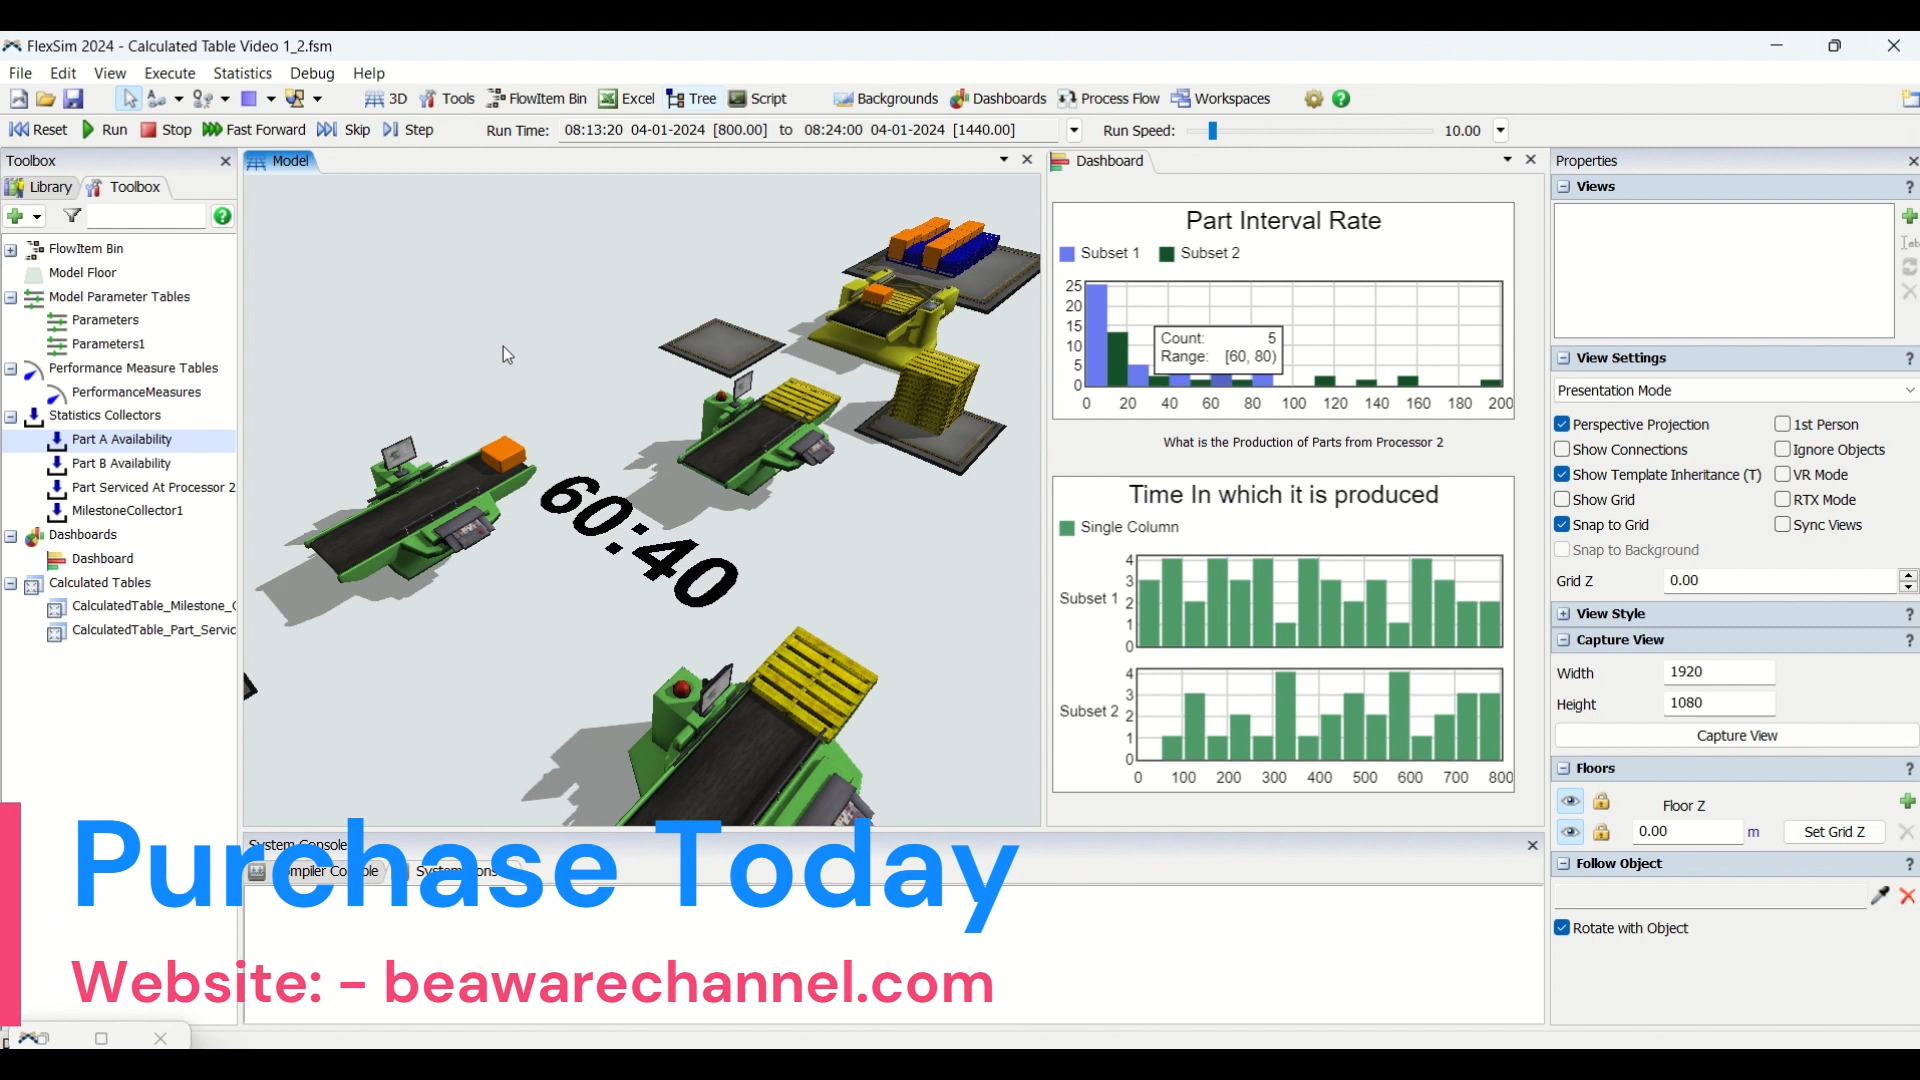 FlexSim 2024 - Calculated Table Video 1_2.fsm
File Edit View Execute Statistics Debug Help
3D Tools FlowItem Bin Excel Tree Script Backgrounds Dashboards Process Flow Workspaces
Reset Run Stop Fast Forward Skip Step Run Time: 08:13:20 04-01-2024 [800.00] to 08:24:00 04-01-2024 [1440.00] Run Speed: 10.00
Toolbox
Library Toolbox
FlowItem Bin
Model Floor
Model Parameter Tables
Parameters
Parameters1
Performance Measure Tables
PerformanceMeasures
Statistics Collectors
Part A Availability
Part B Availability
Part Serviced At Processor 2
MilestoneCollector1
Dashboards
Dashboard
Calculated Tables
CalculatedTable_Milestone_C
CalculatedTable_Part_Servic
Model
60:40
Dashboard
Part Interval Rate
Subset 1 Subset 2
25
20
15
10
5
0
Count: 5
Range: [60, 80)
0 20 40 60 80 100 120 140 160 180 200
What is the Production of Parts from Processor 2
Time In which it is produced
Single Column
Subset 1
4
3
2
1
0
Subset 2
4
3
2
1
0
0 100 200 300 400 500 600 700 800
Properties
Views
View Settings
Presentation Mode
Perspective Projection 1st Person
Show Connections Ignore Objects
Show Template Inheritance (T) VR Mode
Show Grid RTX Mode
Snap to Grid Sync Views
Snap to Background
Grid Z 0.00
View Style
Capture View
Width 1920
Height 1080
Capture View
Floors
Floor Z
0.00 m Set Grid Z
Follow Object
Rotate with Object
System Console
Compiler Console
Purchase Today
Website: - beawarechannel.com